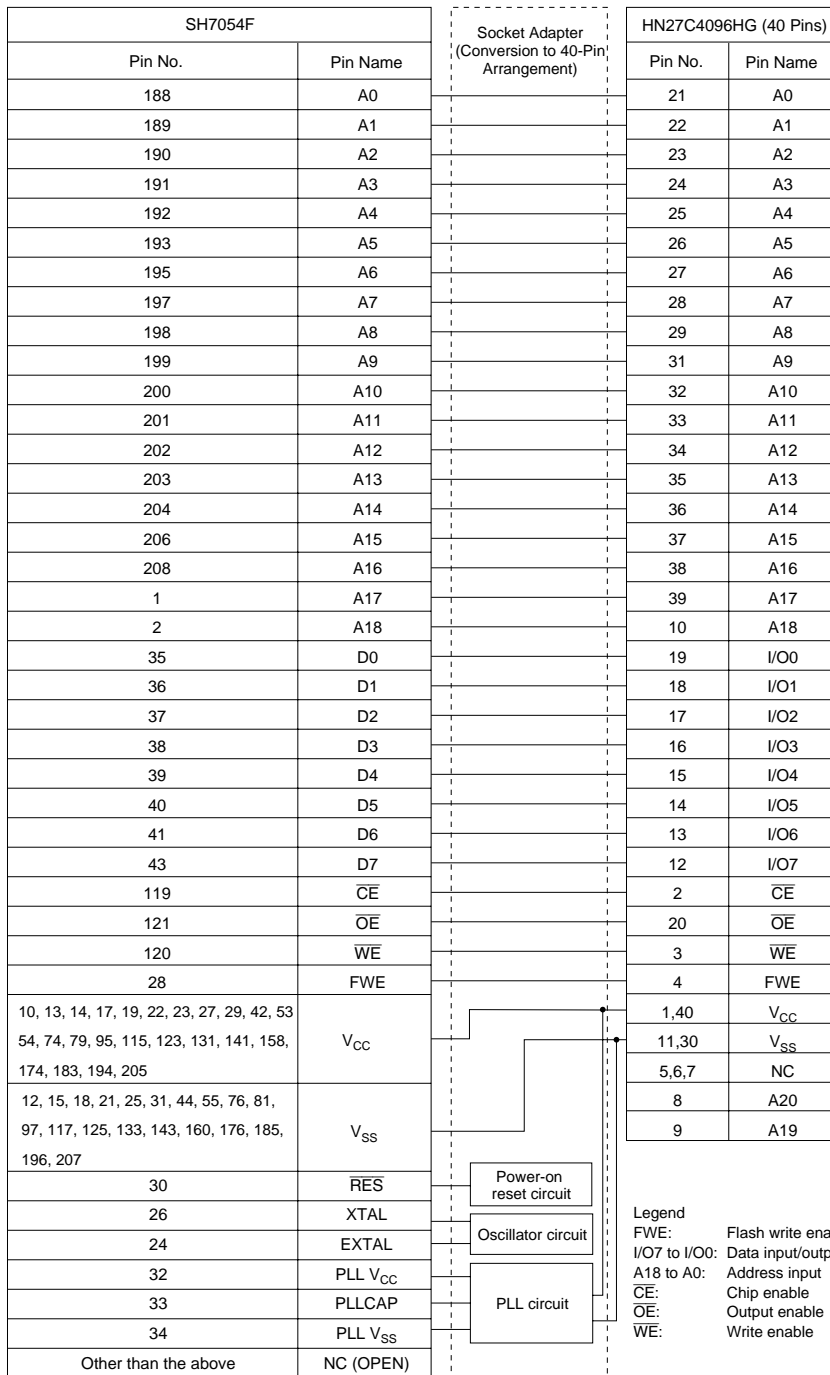 SH7054F
Socket Adapter
(Conversion to 40-Pin
Arrangement)
HN27C4096HG (40 Pins)
Pin No. Pin Name Pin No. Pin Name
188 A0 21 A0
189 A1 22 A1
190 A2 23 A2
191 A3 24 A3
192 A4 25 A4
193 A5 26 A5
195 A6 27 A6
197 A7 28 A7
198 A8 29 A8
199 A9 31 A9
200 A10 32 A10
201 A11 33 A11
202 A12 34 A12
203 A13 35 A13
204 A14 36 A14
206 A15 37 A15
208 A16 38 A16
1 A17 39 A17
2 A18 10 A18
35 D0 19 I/O0
36 D1 18 I/O1
37 D2 17 I/O2
38 D3 16 I/O3
39 D4 15 I/O4
40 D5 14 I/O5
41 D6 13 I/O6
43 D7 12 I/O7
119 C̅E̅ 2 C̅E̅
121 O̅E̅ 20 O̅E̅
120 W̅E̅ 3 W̅E̅
28 FWE 4 FWE
10, 13, 14, 17, 19, 22, 23, 27, 29, 42, 53
54, 74, 79, 95, 115, 123, 131, 141, 158,
174, 183, 194, 205
VCC
1,40 VCC
11,30 VSS
5,6,7 NC
8 A20
9 A19
12, 15, 18, 21, 25, 31, 44, 55, 76, 81,
97, 117, 125, 133, 143, 160, 176, 185,
196, 207
VSS
30 R̅E̅S̅
26 XTAL
24 EXTAL
32 PLL VCC
33 PLLCAP
34 PLL VSS
Other than the above NC (OPEN)
Power-on
reset circuit
Oscillator circuit
PLL circuit
Legend
FWE: Flash write
I/O7 to I/O0: Data
A18 to A0: Address input
C̅E̅: Chip enable
O̅E̅: Output enable
W̅E̅: Write enable